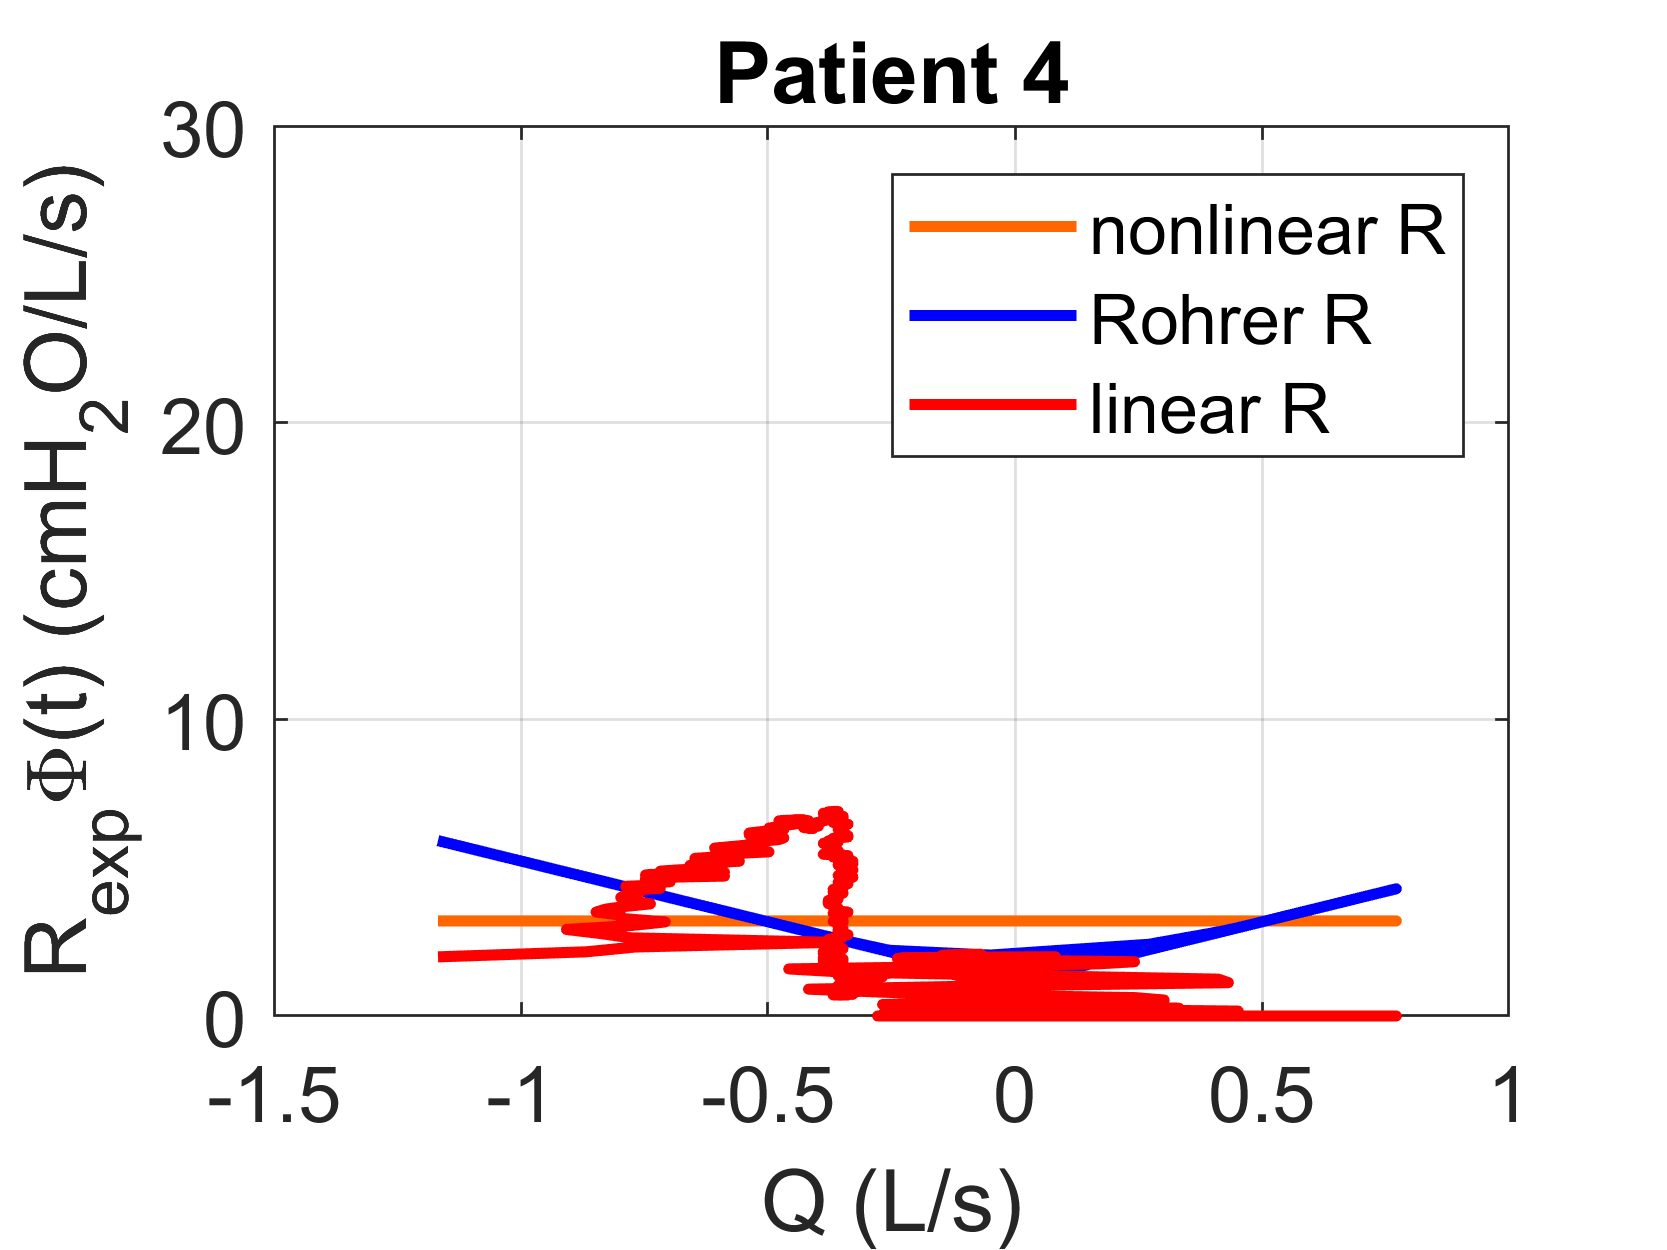 Patient 4
30
20
10
0
-1.5 -1 -0.5 0 0.5 1
Q (L/s)
R_expΦ(t) (cmH_2O/L/s)
nonlinear R
Rohrer R
linear R